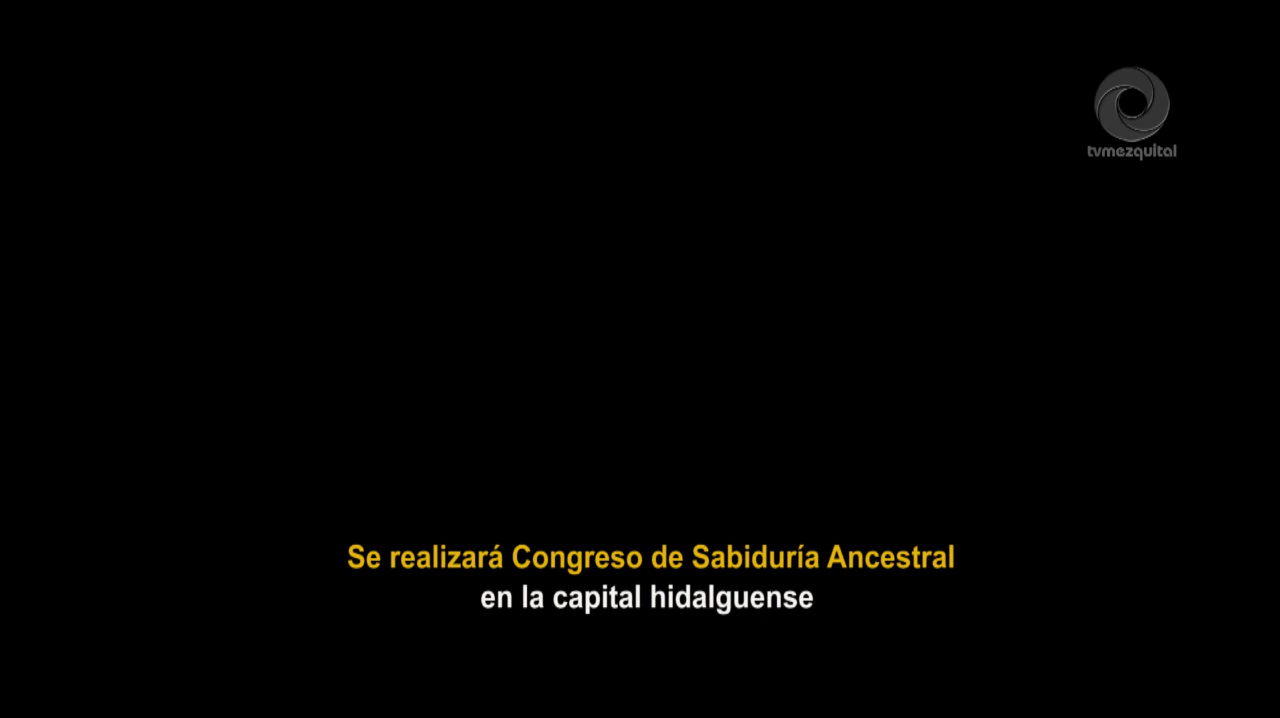 tvmezquital
Se realizará Congreso de Sabiduría Ancestral
en la capital hidalguense